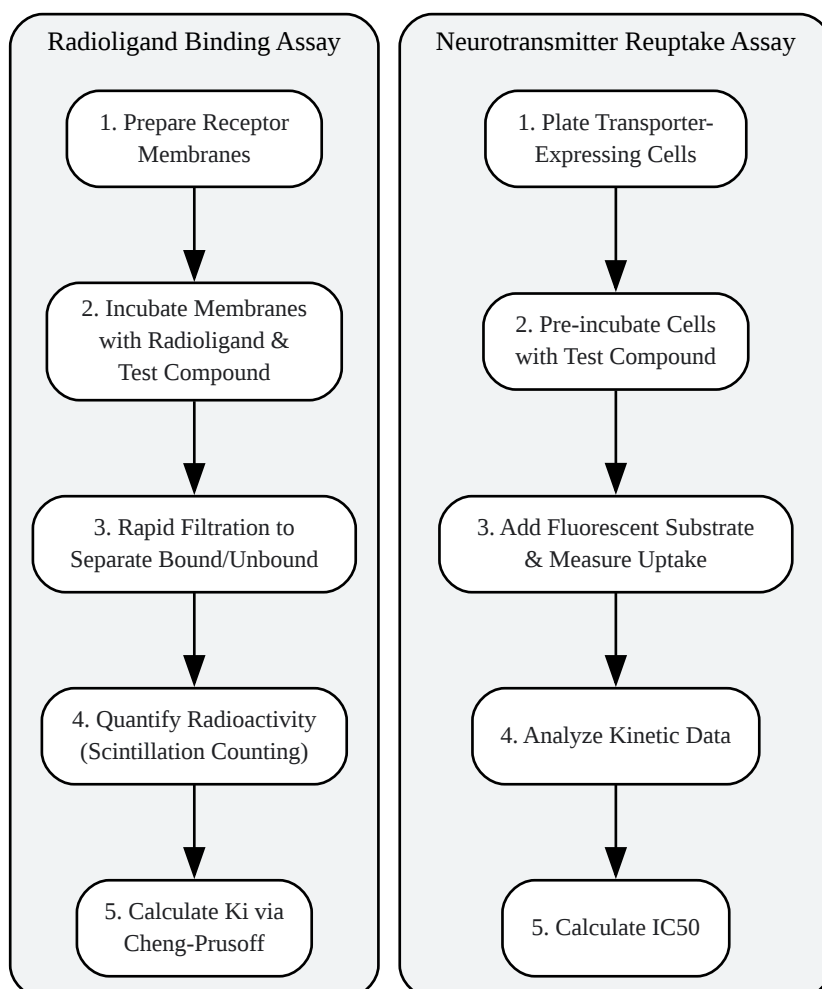 Radioligand Binding Assay
1. Prepare Receptor
Membranes
2. Incubate Membranes
with Radioligand &
Test Compound
3. Rapid Filtration to
Separate Bound/Unbound
4. Quantify Radioactivity
(Scintillation Counting)
5. Calculate Ki via
Cheng-Prusoff
Neurotransmitter Reuptake Assay
1. Plate Transporter-
Expressing Cells
2. Pre-incubate Cells
with Test Compound
3. Add Fluorescent Substrate
& Measure Uptake
4. Analyze Kinetic Data
5. Calculate IC50